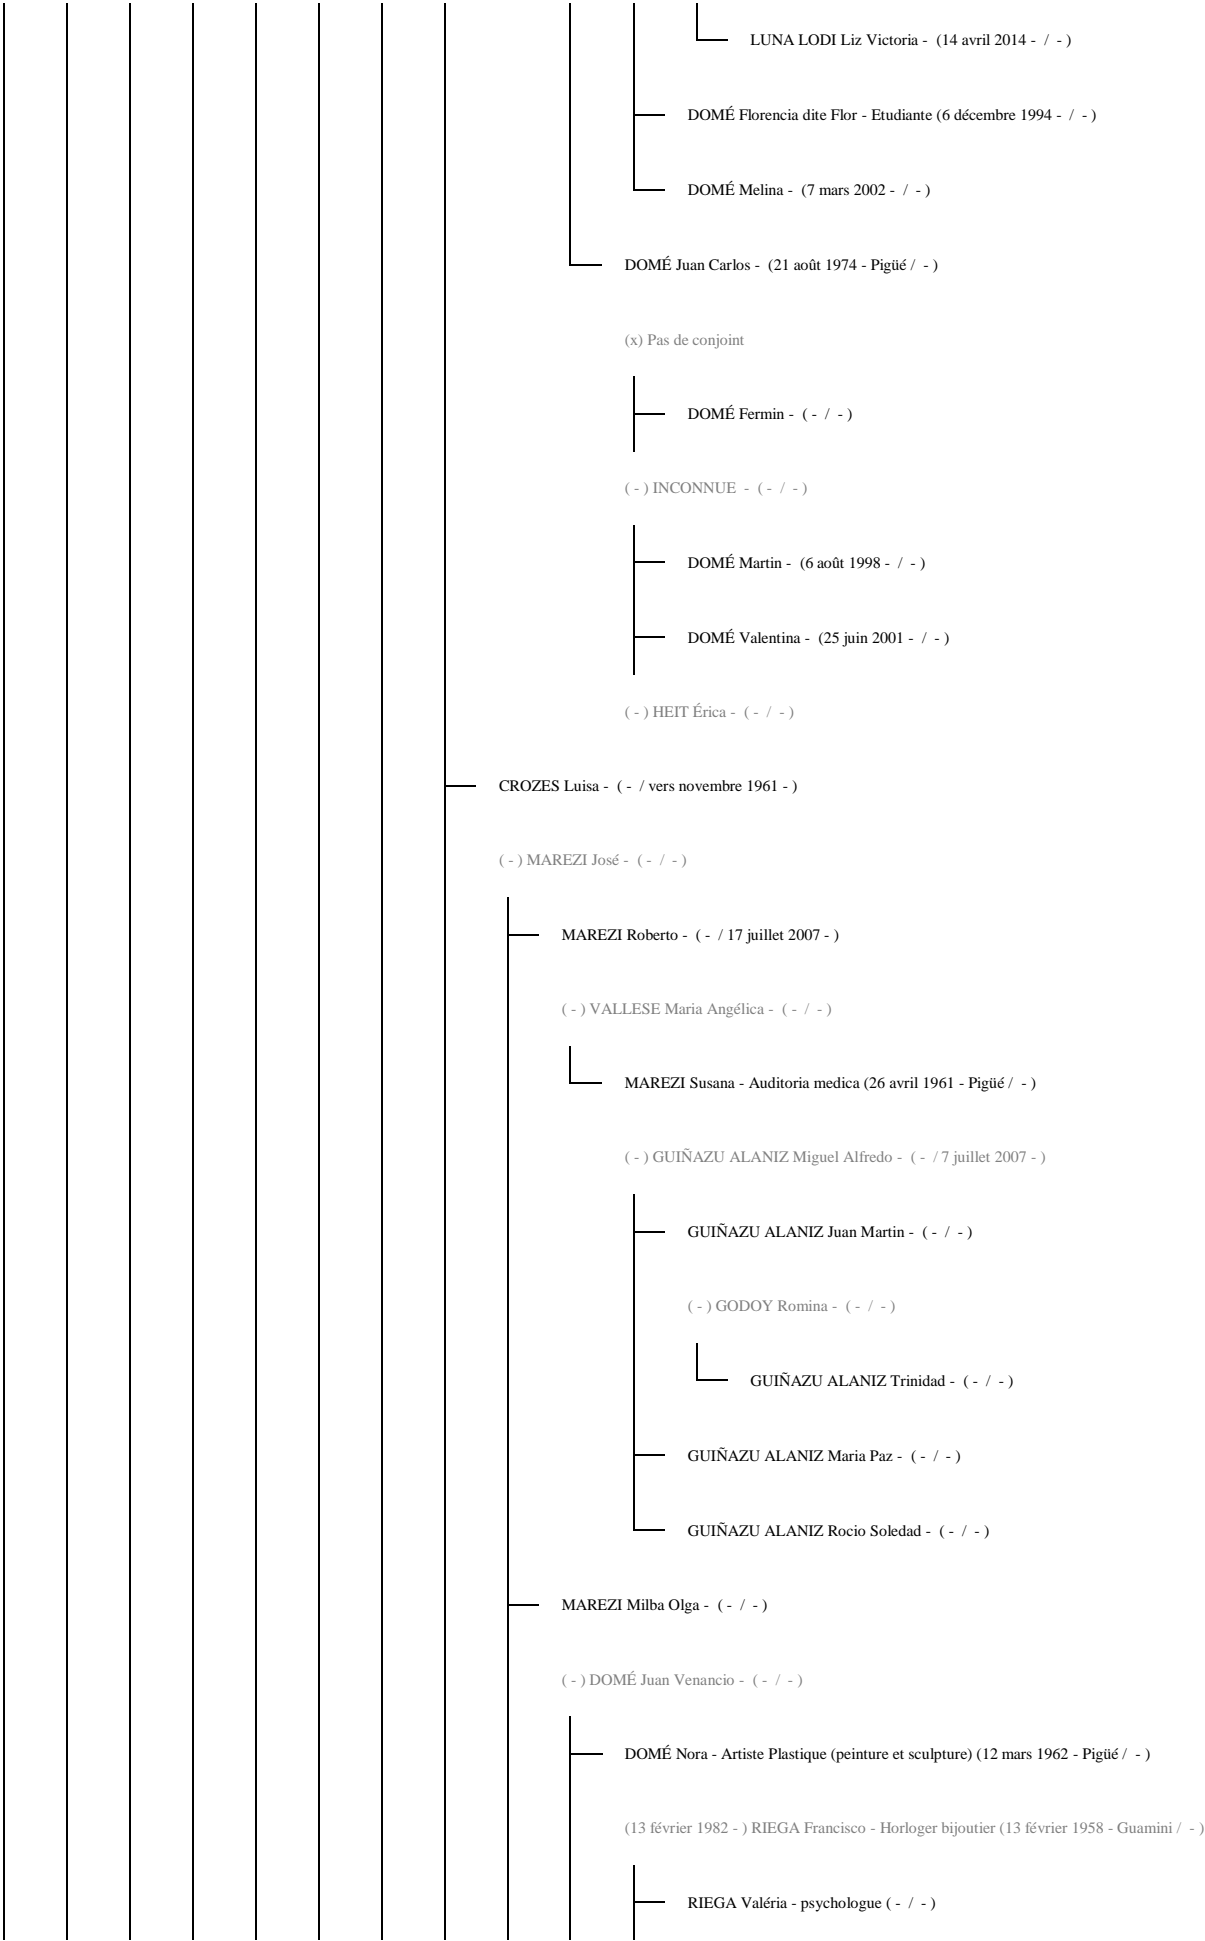 LUNA LODI Liz Victoria -  (14 avril 2014 -  /  - )
DOMÉ Florencia dite Flor - Etudiante (6 décembre 1994 -  /  - )
DOMÉ Melina -  (7 mars 2002 -  /  - )
DOMÉ Juan Carlos -  (21 août 1974 - Pigüé /  - )
(x) Pas de conjoint
DOMÉ Fermin -  ( -  /  - )
( - ) INCONNUE  -  ( -  /  - )
DOMÉ Martin -  (6 août 1998 -  /  - )
DOMÉ Valentina -  (25 juin 2001 -  /  - )
( - ) HEIT Érica -  ( -  /  - )
CROZES Luisa -  ( -  / vers novembre 1961 - )
( - ) MAREZI José -  ( -  /  - )
MAREZI Roberto -  ( -  / 17 juillet 2007 - )
( - ) VALLESE Maria Angélica -  ( -  /  - )
MAREZI Susana - Auditoria medica (26 avril 1961 - Pigüé /  - )
( - ) GUIÑAZU ALANIZ Miguel Alfredo -  ( -  / 7 juillet 2007 - )
GUIÑAZU ALANIZ Juan Martin -  ( -  /  - )
( - ) GODOY Romina -  ( -  /  - )
GUIÑAZU ALANIZ Trinidad -  ( -  /  - )
GUIÑAZU ALANIZ Maria Paz -  ( -  /  - )
GUIÑAZU ALANIZ Rocio Soledad -  ( -  /  - )
MAREZI Milba Olga -  ( -  /  - )
( - ) DOMÉ Juan Venancio -  ( -  /  - )
DOMÉ Nora - Artiste Plastique (peinture et sculpture) (12 mars 1962 - Pigüé /  - )
(13 février 1982 - ) RIEGA Francisco - Horloger bijoutier (13 février 1958 - Guamini /  - )
RIEGA Valéria - psychologue ( -  /  - )